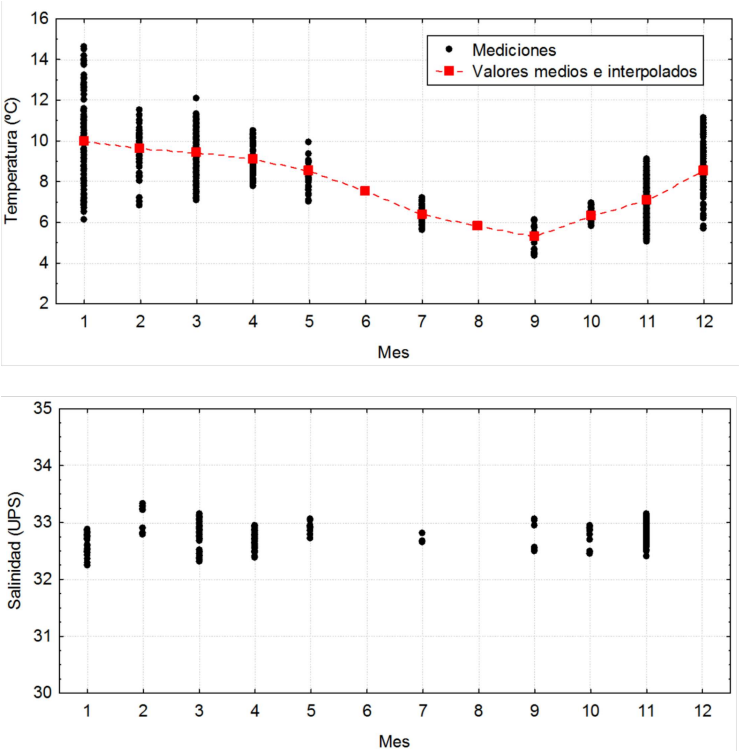 16
14
12
10
8
6
4
2
Temperatura (ºC)
Mediciones
Valores medios e interpolados
1 2 3 4 5 6 7 8 9 10 11 12
Mes
35
34
33
32
31
30
Salinidad (UPS)
1 2 3 4 5 6 7 8 9 10 11 12
Mes